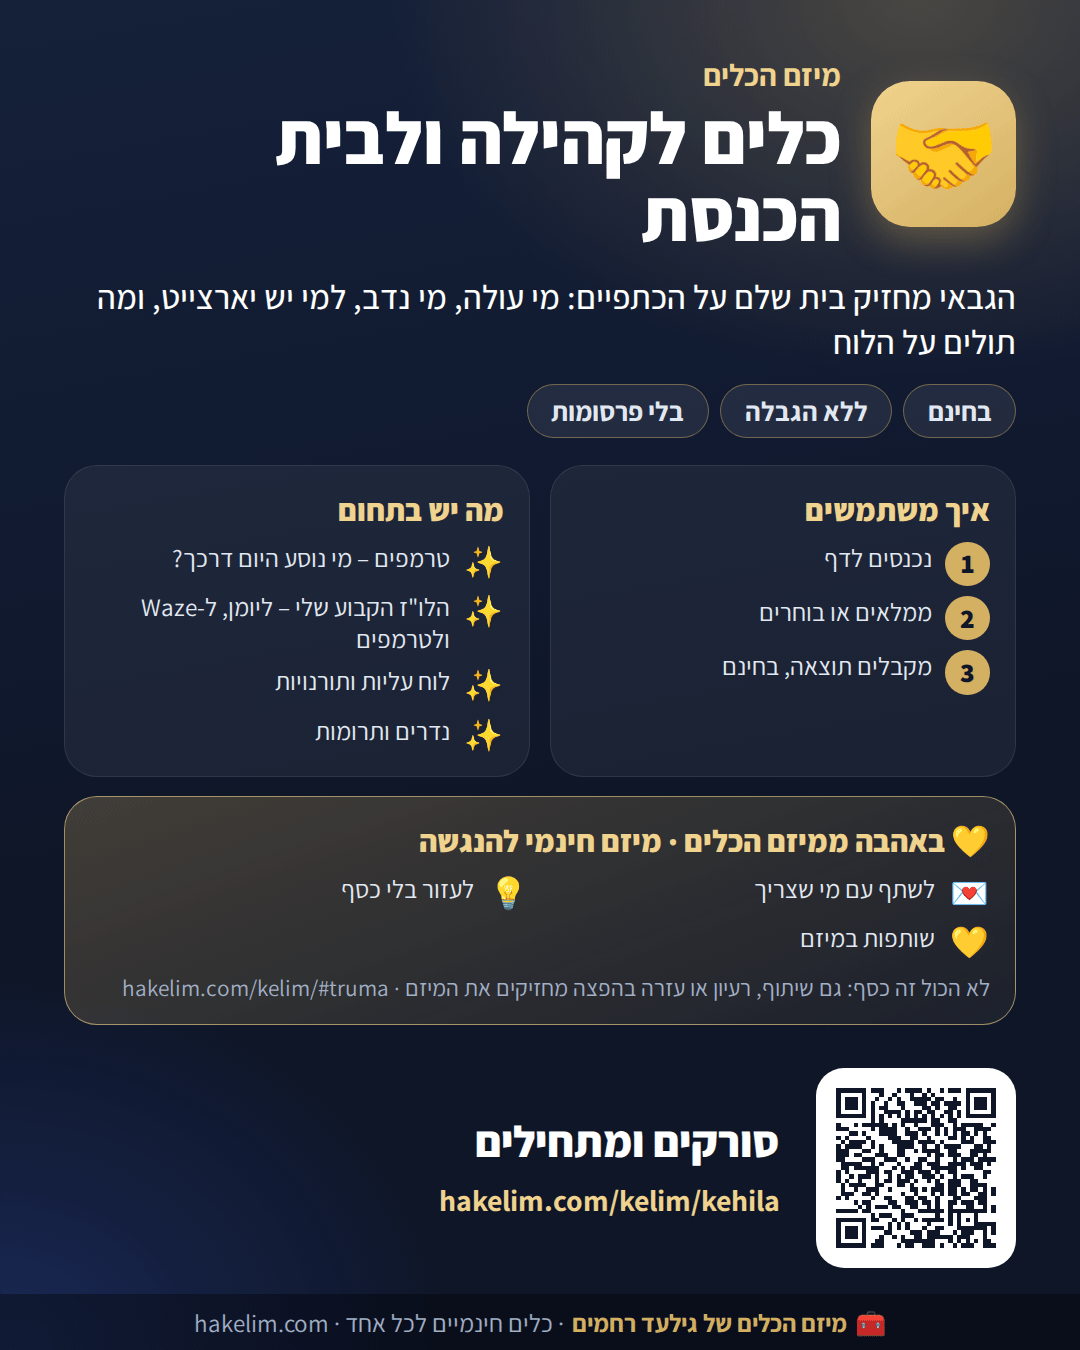 מיזם הכלים
כלים לקהילה ולבית
הכנסת
הגבאי מחזיק בית שלם על הכתפיים: מי עולה, מי נדב, למי יש יארצייט, ומה
תולים על הלוח
בחינם
ללא הגבלה
בלי פרסומות
איך משתמשים
1 נכנסים לדף
2 ממלאים או בוחרים
3 מקבלים תוצאה, בחינם
מה יש בתחום
טרמפים – מי נוסע היום דרכך?
הלו"ז הקבוע שלי – ליומן, ל-Waze
ולטרמפים
לוח עליות ותורנויות
נדרים ותרומות
באהבה ממיזם הכלים · מיזם חינמי להנגשה
לשתף עם מי שצריך
לעזור בלי כסף
שותפות במיזם
לא הכול זה כסף: גם שיתוף, רעיון או עזרה בהפצה מחזיקים את המיזם · hakelim.com/kelim/#truma
סורקים ומתחילים
hakelim.com/kelim/kehila
מיזם הכלים של גילעד רחמים · כלים חינמיים לכל אחד · hakelim.com